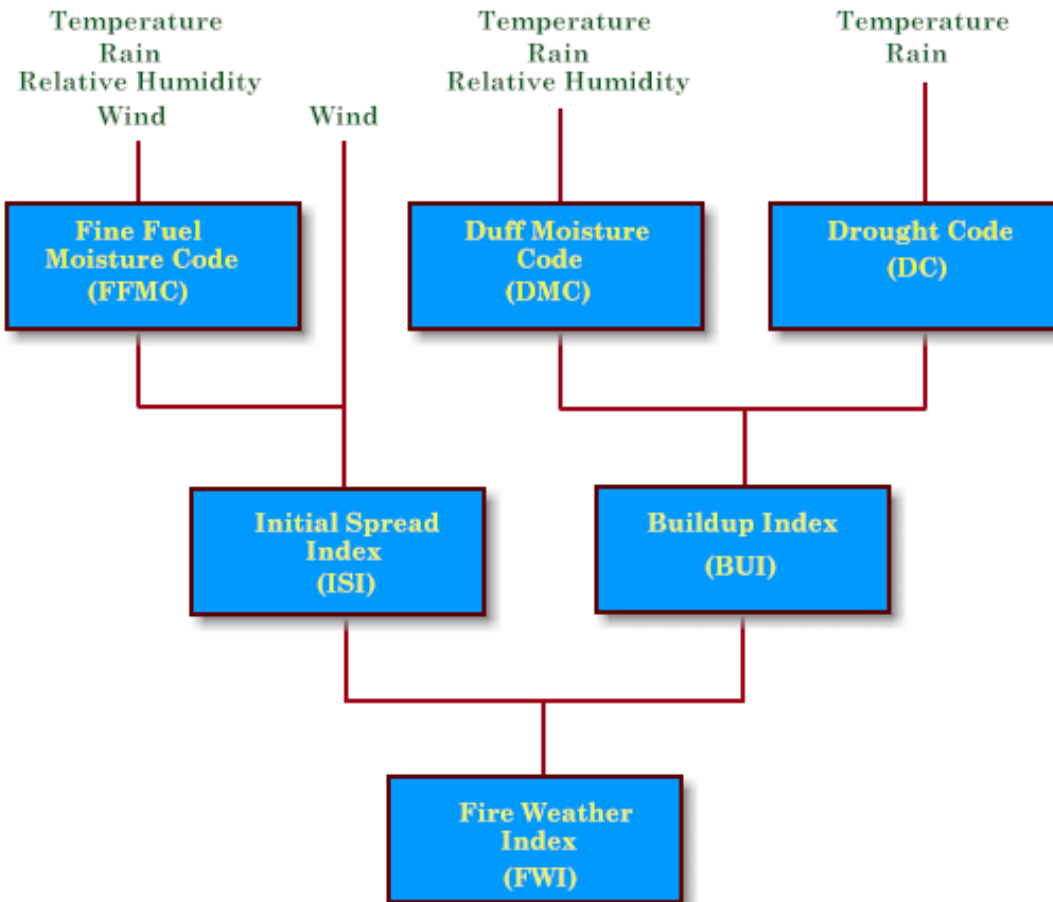 Temperature
Rain
Relative Humidity
Wind
Wind
Temperature
Rain
Relative Humidity
Temperature
Rain
Fine Fuel
Moisture Code
(FFMC)
Duff Moisture
Code
(DMC)
Drought Code
(DC)
Initial Spread
Index
(ISI)
Buildup Index
(BUI)
Fire Weather
Index
(FWI)